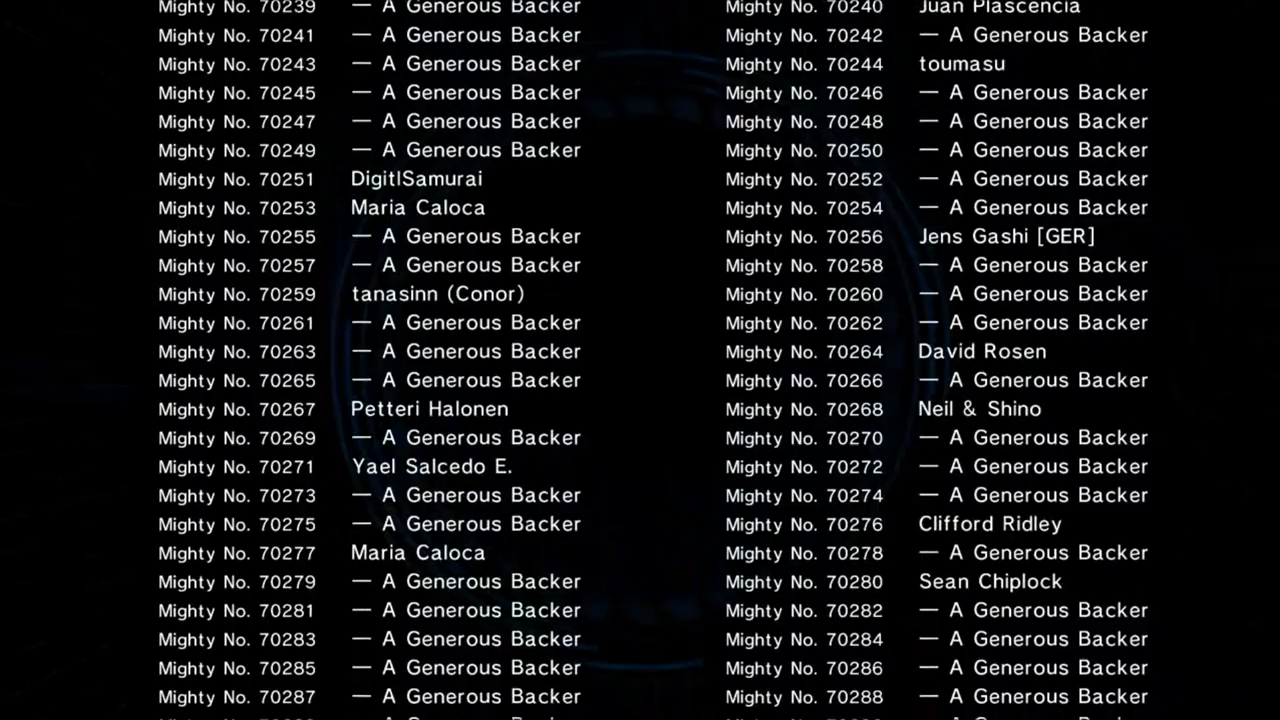 Mighty No. 70239 — A Generous Backer Mighty No. 70240 Juan Plascencia
Mighty No. 70241 — A Generous Backer Mighty No. 70242 — A Generous Backer
Mighty No. 70243 — A Generous Backer Mighty No. 70244 toumasu
Mighty No. 70245 — A Generous Backer Mighty No. 70246 — A Generous Backer
Mighty No. 70247 — A Generous Backer Mighty No. 70248 — A Generous Backer
Mighty No. 70249 — A Generous Backer Mighty No. 70250 — A Generous Backer
Mighty No. 70251 DigitlSamurai Mighty No. 70252 — A Generous Backer
Mighty No. 70253 Maria Caloca Mighty No. 70254 — A Generous Backer
Mighty No. 70255 — A Generous Backer Mighty No. 70256 Jens Gashi [GER]
Mighty No. 70257 — A Generous Backer Mighty No. 70258 — A Generous Backer
Mighty No. 70259 tanasinn (Conor) Mighty No. 70260 — A Generous Backer
Mighty No. 70261 — A Generous Backer Mighty No. 70262 — A Generous Backer
Mighty No. 70263 — A Generous Backer Mighty No. 70264 David Rosen
Mighty No. 70265 — A Generous Backer Mighty No. 70266 — A Generous Backer
Mighty No. 70267 Petteri Halonen Mighty No. 70268 Neil & Shino
Mighty No. 70269 — A Generous Backer Mighty No. 70270 — A Generous Backer
Mighty No. 70271 Yael Salcedo E. Mighty No. 70272 — A Generous Backer
Mighty No. 70273 — A Generous Backer Mighty No. 70274 — A Generous Backer
Mighty No. 70275 — A Generous Backer Mighty No. 70276 Clifford Ridley
Mighty No. 70277 Maria Caloca Mighty No. 70278 — A Generous Backer
Mighty No. 70279 — A Generous Backer Mighty No. 70280 Sean Chiplock
Mighty No. 70281 — A Generous Backer Mighty No. 70282 — A Generous Backer
Mighty No. 70283 — A Generous Backer Mighty No. 70284 — A Generous Backer
Mighty No. 70285 — A Generous Backer Mighty No. 70286 — A Generous Backer
Mighty No. 70287 — A Generous Backer Mighty No. 70288 — A Generous Backer